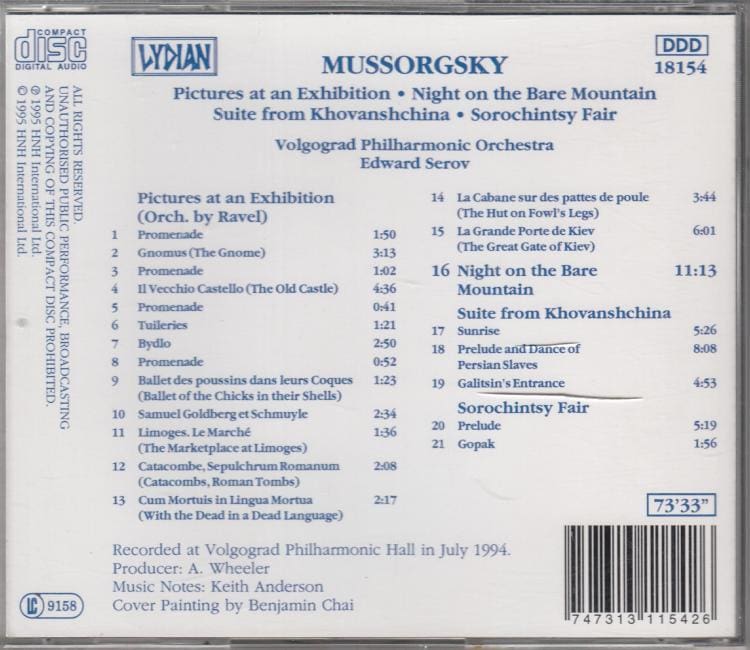 COMPACT
disc
DIGITAL AUDIO
LYDIAN
MUSSORGSKY
DDD
18154
Pictures at an Exhibition • Night on the Bare Mountain
Suite from Khovanshchina • Sorochintsy Fair
Volgograd Philharmonic Orchestra
Edward Serov
ALL RIGHTS RESERVED.
UNAUTHORISED PUBLIC PERFORMANCE, BROADCASTING
AND COPYING OF THIS COMPACT DISC PROHIBITED.
℗ 1995 HNH International Ltd.
© 1995 HNH International Ltd.
Pictures at an Exhibition
(Orch. by Ravel)
1 Promenade 1:50
2 Gnomus (The Gnome) 3:13
3 Promenade 1:02
4 Il Vecchio Castello (The Old Castle) 4:36
5 Promenade 0:41
6 Tuileries 1:21
7 Bydlo 2:50
8 Promenade 0:52
9 Ballet des poussins dans leurs Coques 1:23
(Ballet of the Chicks in their Shells)
10 Samuel Goldberg et Schmuyle 2:34
11 Limoges. Le Marché 1:36
(The Marketplace at Limoges)
12 Catacombe, Sepulchrum Romanum 2:08
(Catacombs, Roman Tombs)
13 Cum Mortuis in Lingua Mortua 2:17
(With the Dead in a Dead Language)
14 La Cabane sur des pattes de poule 3:44
(The Hut on Fowl's Legs)
15 La Grande Porte de Kiev 6:01
(The Great Gate of Kiev)
16 Night on the Bare 11:13
Mountain
Suite from Khovanshchina
17 Sunrise 5:26
18 Prelude and Dance of 8:08
Persian Slaves
19 Galitsin's Entrance 4:53
Sorochintsy Fair
20 Prelude 5:19
21 Gopak 1:56
73'33"
Recorded at Volgograd Philharmonic Hall in July 1994.
Producer: A. Wheeler
Music Notes: Keith Anderson
Cover Painting by Benjamin Chai
LC 9158
7 47313 115426